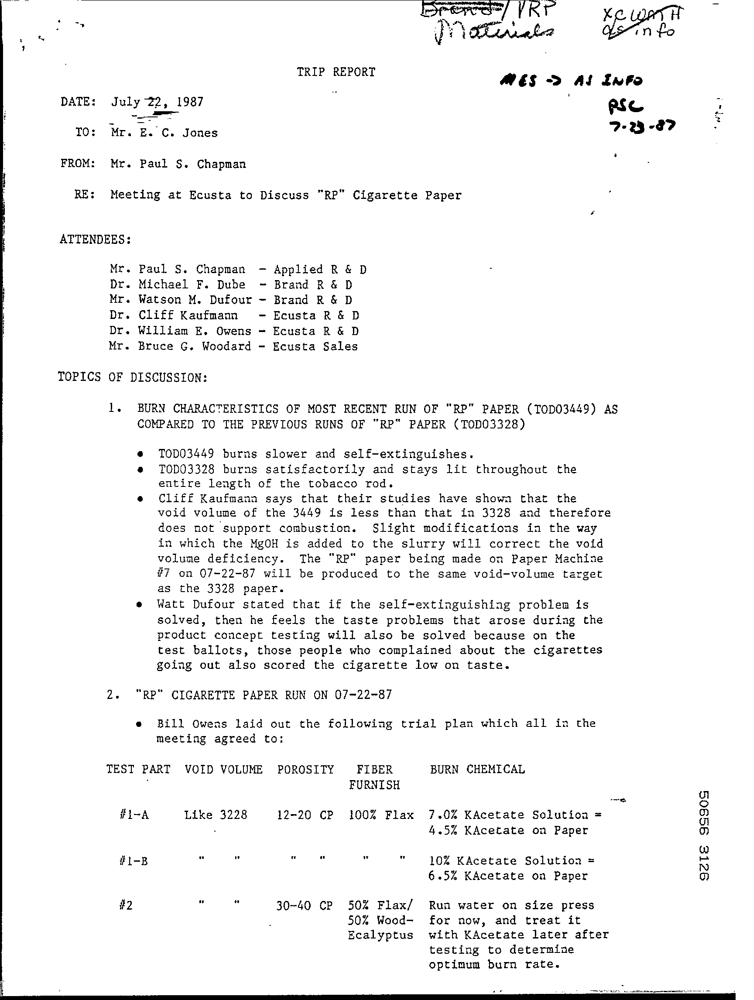 Brand/VRP
Materials
XC WMH
as info
TRIP REPORT
MES -> AS INFO
PSC
7-23-87
DATE: July 22, 1987
TO: Mr. E. C. Jones
FROM: Mr. Paul S. Chapman
RE: Meeting at Ecusta to Discuss "RP" Cigarette Paper
ATTENDEES:
Mr. Paul S. Chapman - Applied R & D
Dr. Michael F. Dube - Brand R & D
Mr. Watson M. Dufour - Brand R & D
Dr. Cliff Kaufmann - Ecusta R & D
Dr. William E. Owens - Ecusta R & D
Mr. Bruce G. Woodard - Ecusta Sales
TOPICS OF DISCUSSION:
1. BURN CHARACTERISTICS OF MOST RECENT RUN OF "RP" PAPER (TOD03449) AS
COMPARED TO THE PREVIOUS RUNS OF "RP" PAPER (TOD03328)
• TOD03449 burns slower and self-extinguishes.
• TOD03328 burns satisfactorily and stays lit throughout the
entire length of the tobacco rod.
• Cliff Kaufmann says that their studies have shown that the
void volume of the 3449 is less than that in 3328 and therefore
does not support combustion. Slight modifications in the way
in which the MgOH is added to the slurry will correct the void
volume deficiency. The "RP" paper being made on Paper Machine
#7 on 07-22-87 will be produced to the same void-volume target
as the 3328 paper.
• Watt Dufour stated that if the self-extinguishing problem is
solved, then he feels the taste problems that arose during the
product concept testing will also be solved because on the
test ballots, those people who complained about the cigarettes
going out also scored the cigarette low on taste.
2. "RP" CIGARETTE PAPER RUN ON 07-22-87
• Bill Owens laid out the following trial plan which all in the
meeting agreed to:
TEST PART VOID VOLUME POROSITY FIBER BURN CHEMICAL
FURNISH
#1-A Like 3228 12-20 CP 100% Flax 7.0% KAcetate Solution =
4.5% KAcetate on Paper
#1-B " " " " " " 10% KAcetate Solution =
6.5% KAcetate on Paper
#2 " " 30-40 CP 50% Flax/ Run water on size press
50% Wood- for now, and treat it
Ecalyptus with KAcetate later after
testing to determine
optimum burn rate.
50656 3126